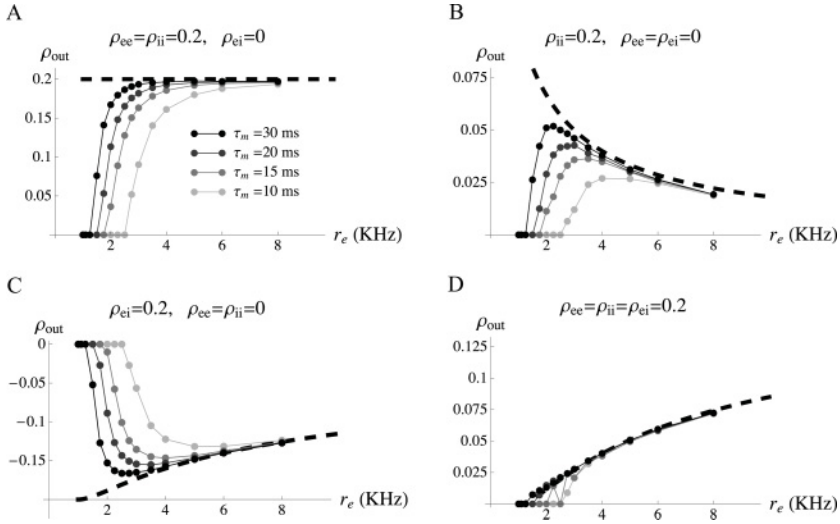 A
ρee=ρii=0.2, ρei=0
ρout
0.2
0.15
0.1
0.05
τm=30 ms
τm=20 ms
τm=15 ms
τm=10 ms
2 4 6 8
re (KHz)
B
ρii=0.2, ρee=ρei=0
ρout
0.075
0.05
0.025
2 4 6 8
re (KHz)
C
ρei=0.2, ρee=ρii=0
ρout
0
−0.05
−0.1
−0.15
2 4 6 8
re (KHz)
D
ρee=ρii=ρei=0.2
ρout
0.125
0.1
0.075
0.05
0.025
2 4 6 8
re (KHz)